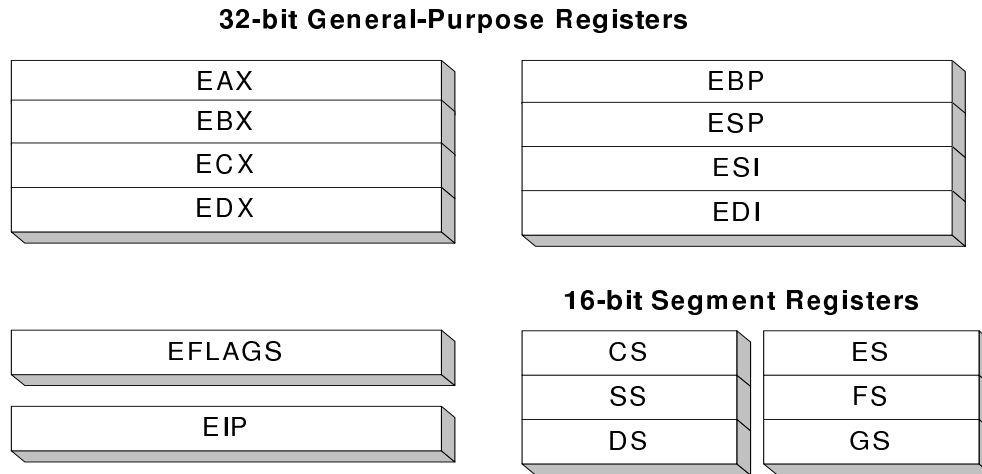 32-bit General-Purpose Registers
EAX
EBX
ECX
EDX
EBP
ESP
ESI
EDI
16-bit Segment Registers
EFLAGS
EIP
CS
SS
DS
ES
FS
GS